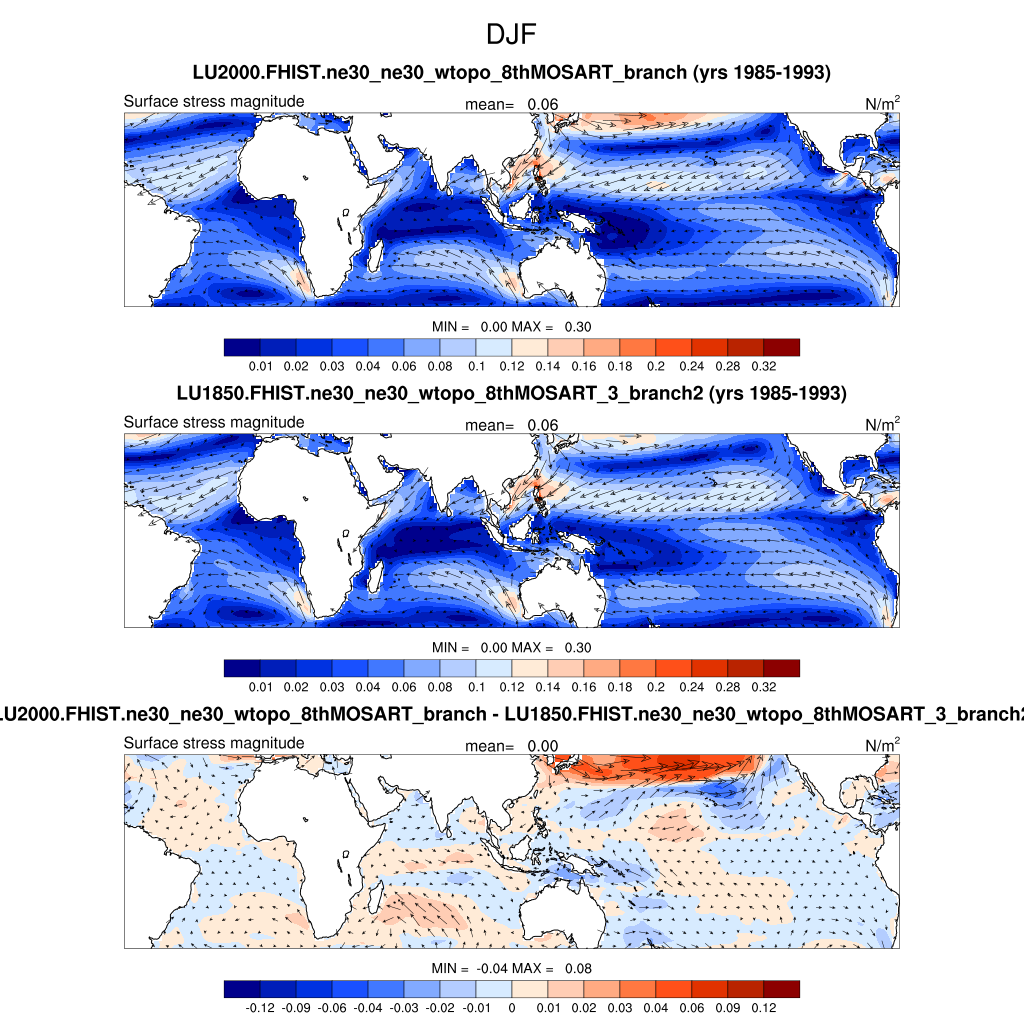 DJF
LU2000.FHIST.ne30_ne30_wtopo_8thMOSART_branch (yrs 1985-1993)
Surface stress magnitude mean= 0.06 N/m²
MIN = 0.00 MAX = 0.30
0.01 0.02 0.03 0.04 0.06 0.08 0.1 0.12 0.14 0.16 0.18 0.2 0.24 0.28 0.32
LU1850.FHIST.ne30_ne30_wtopo_8thMOSART_3_branch2 (yrs 1985-1993)
Surface stress magnitude mean= 0.06 N/m²
MIN = 0.00 MAX = 0.30
0.01 0.02 0.03 0.04 0.06 0.08 0.1 0.12 0.14 0.16 0.18 0.2 0.24 0.28 0.32
LU2000.FHIST.ne30_ne30_wtopo_8thMOSART_branch - LU1850.FHIST.ne30_ne30_wtopo_8thMOSART_3_branch2
Surface stress magnitude mean= 0.00 N/m²
MIN = -0.04 MAX = 0.08
-0.12 -0.09 -0.06 -0.04 -0.03 -0.02 -0.01 0 0.01 0.02 0.03 0.04 0.06 0.09 0.12